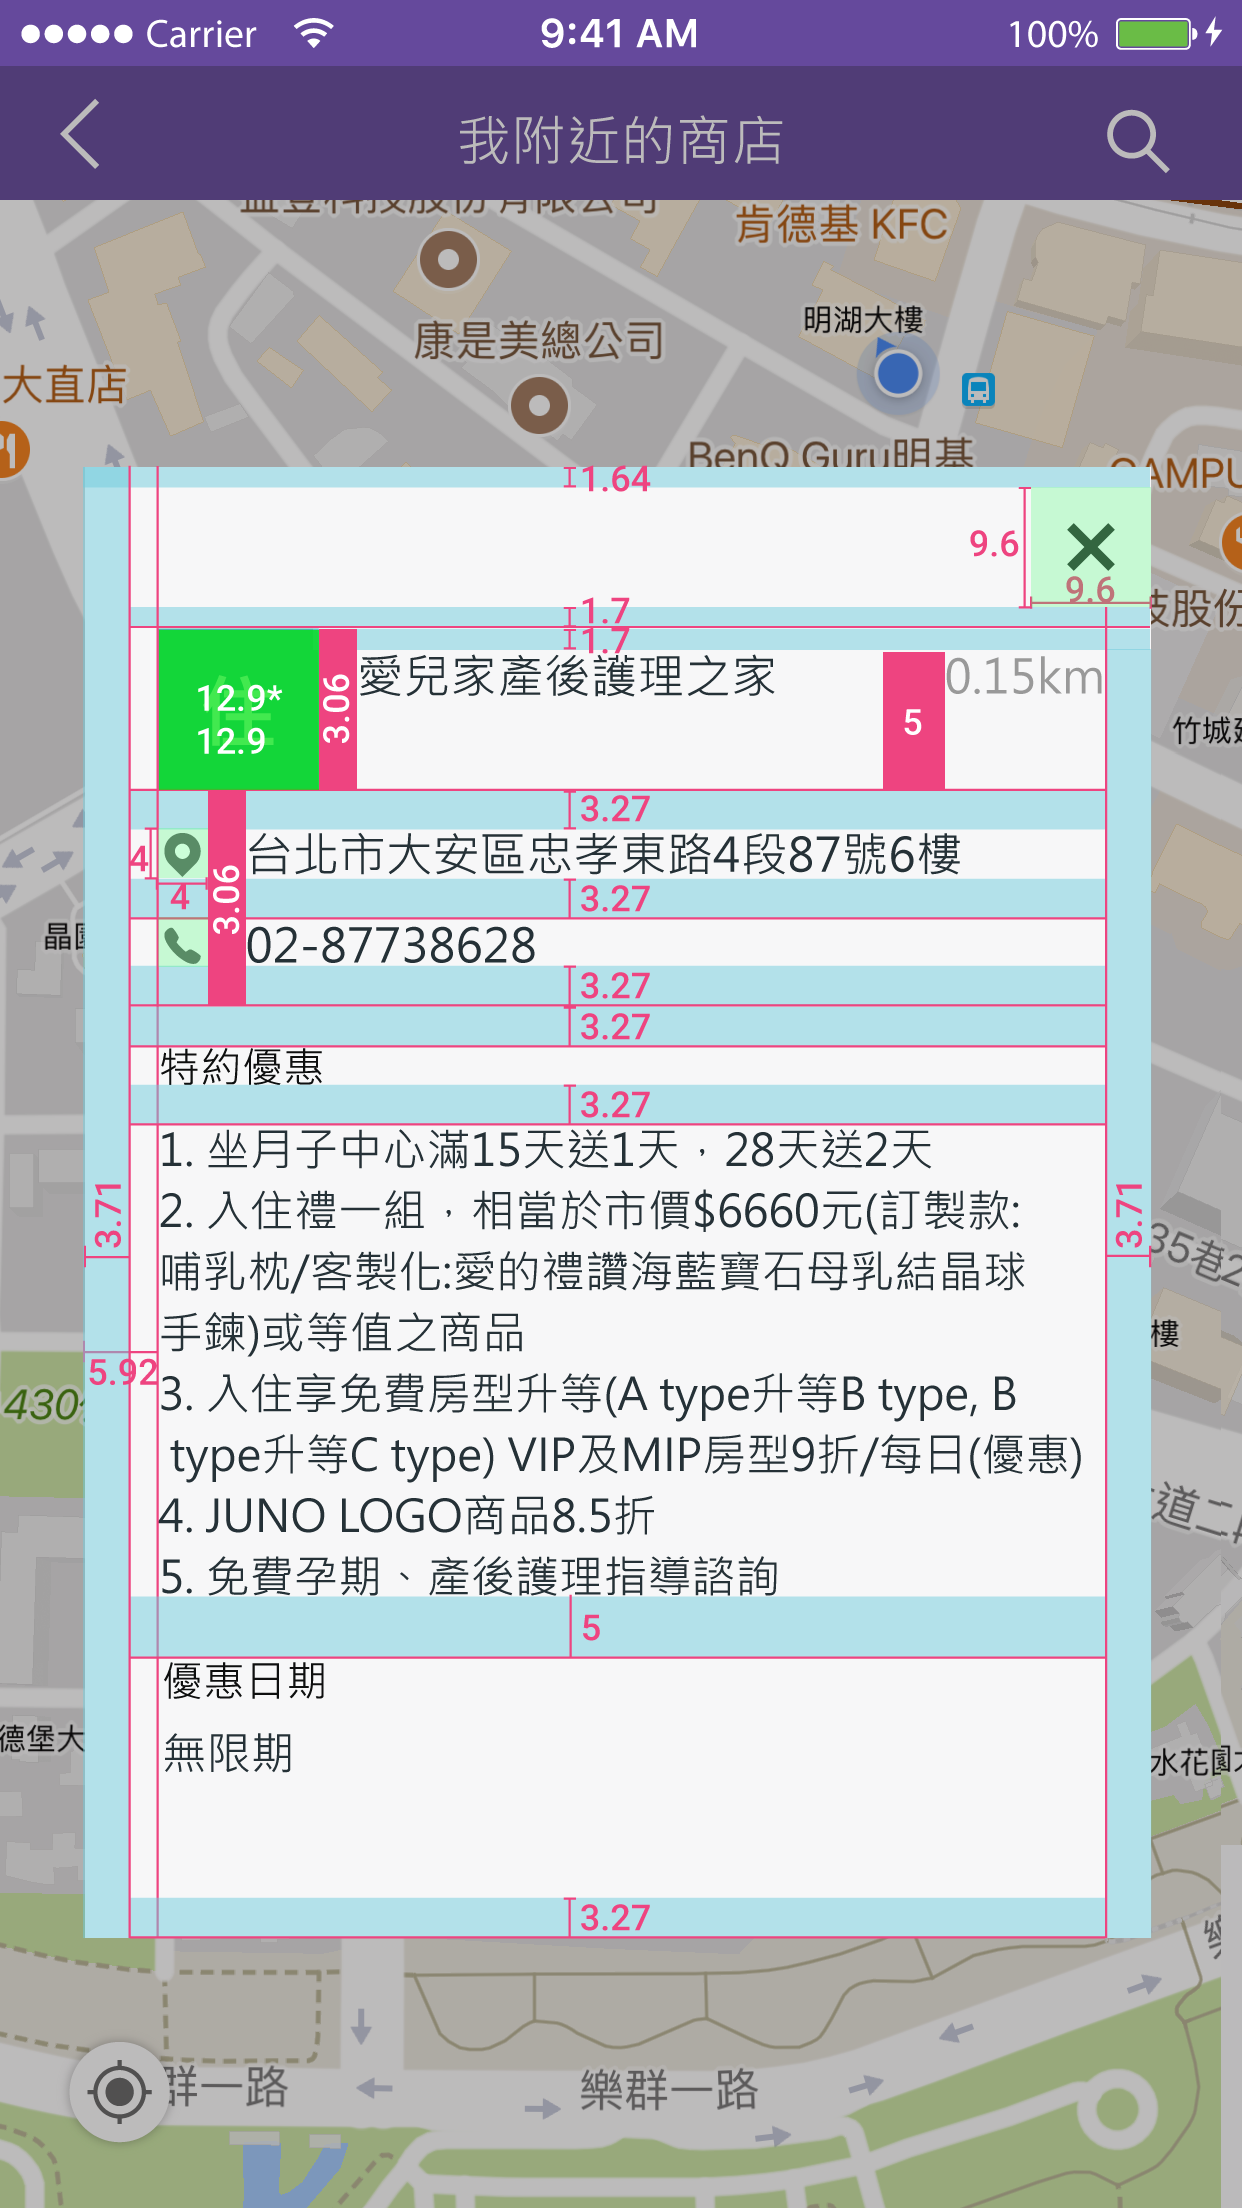 Carrier 9:41 AM 100%
我附近的商店
肯德基 KFC
明湖大樓
康是美總公司
大直店
BenQ Guru明基
1.64
9.6
9.6
1.7
1.7
12.9*
12.9
住
3.06
愛兒家產後護理之家
5
0.15km
3.27
4
4
3.06
台北市大安區忠孝東路4段87號6樓
3.27
02-87738628
3.27
3.27
特約優惠
3.27
1. 坐月子中心滿15天送1天，28天送2天
2. 入住禮一組，相當於市價$6660元(訂製款:
哺乳枕/客製化:愛的禮讚海藍寶石母乳結晶球
手鍊)或等值之商品
3. 入住享免費房型升等(A type升等B type, B
type升等C type) VIP及MIP房型9折/每日(優惠)
4. JUNO LOGO商品8.5折
5. 免費孕期、產後護理指導諮詢
3.71
3.71
5.92
5
優惠日期
無限期
3.27
股份
竹城
晶
35巷2
樓
430
道二
德堡大
水花園
群一路
樂群一路